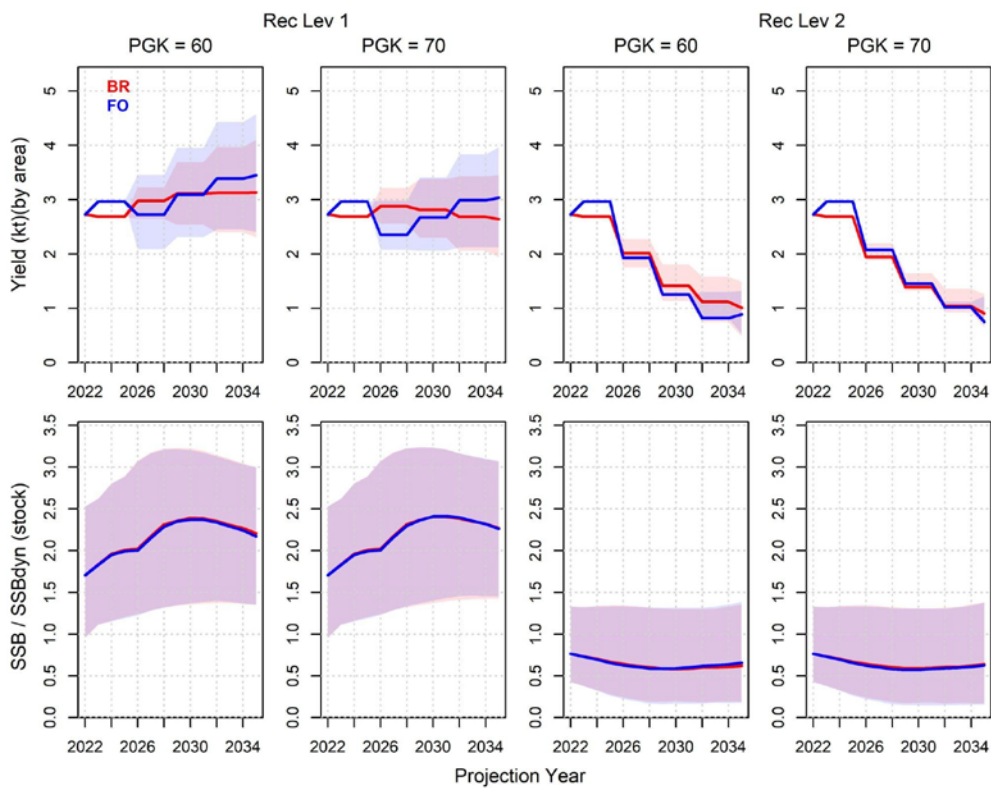 Rec Lev 1 Rec Lev 2
PGK = 60 PGK = 70 PGK = 60 PGK = 70
BR
FO
Yield (kt)(by area)
5 5 5 5
4 4 4 4
3 3 3 3
2 2 2 2
1 1 1 1
0 0 0 0
2022 2026 2030 2034 2022 2026 2030 2034 2022 2026 2030 2034 2022 2026 2030 2034
SSB / SSBdyn (stock)
3.5 3.5 3.5 3.5
3.0 3.0 3.0 3.0
2.5 2.5 2.5 2.5
2.0 2.0 2.0 2.0
1.5 1.5 1.5 1.5
1.0 1.0 1.0 1.0
0.5 0.5 0.5 0.5
0.0 0.0 0.0 0.0
2022 2026 2030 2034 2022 2026 2030 2034 2022 2026 2030 2034 2022 2026 2030 2034
Projection Year